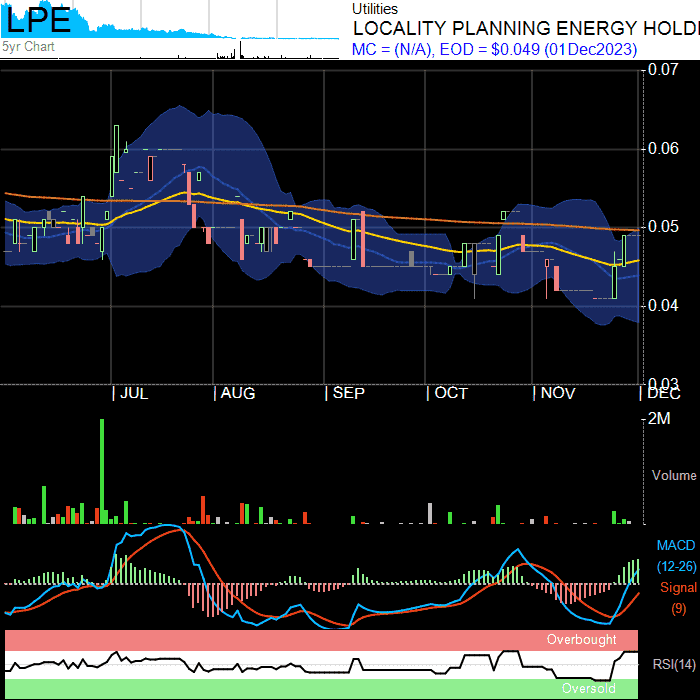 LPE
5yr Chart
Utilities
LOCALITY PLANNING ENERGY HOLDI
MC = (N/A), EOD = $0.049 (01Dec2023)
0.07
0.06
0.05
0.04
0.03
JUL AUG SEP OCT NOV DEC
2M
Volume
MACD
(12-26)
Signal
(9)
Overbought
RSI(14)
Oversold